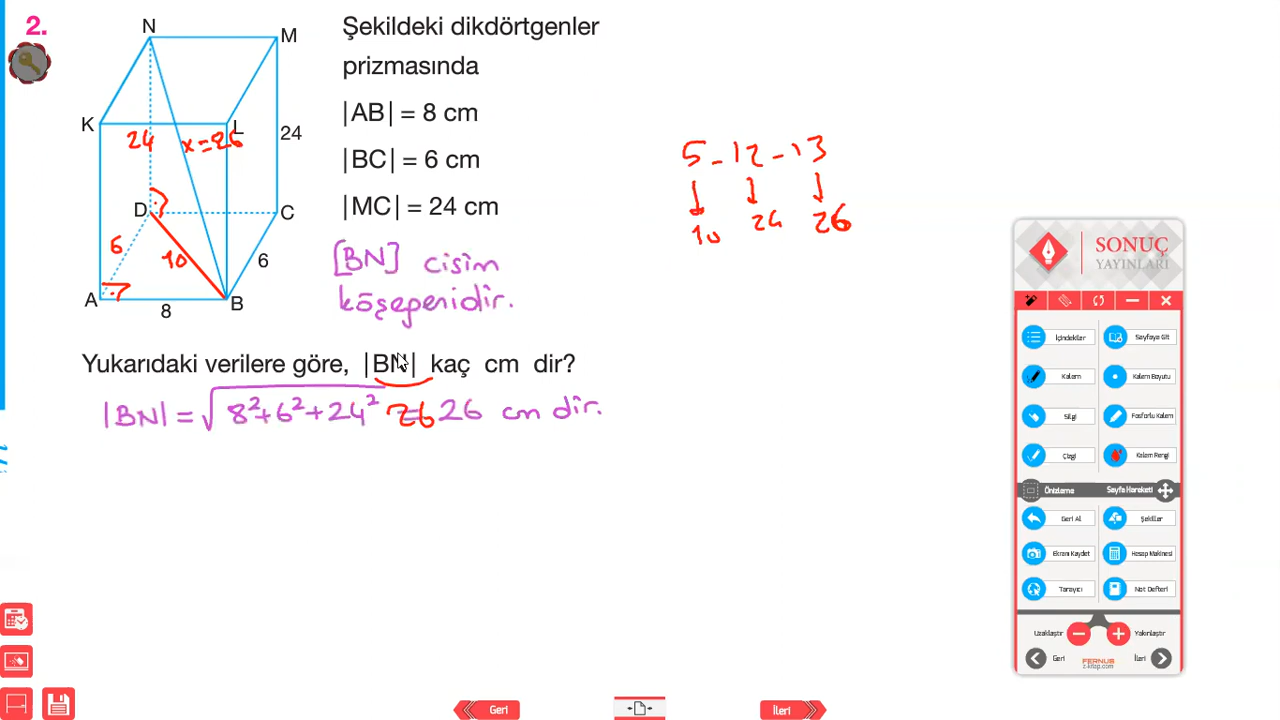 2.
Şekildeki dikdörtgenler
prizmasında
|AB| = 8 cm
|BC| = 6 cm
|MC| = 24 cm
[BN] cisim
köşegenidir.
N
M
K
L
24
x=26
24
D
C
6
10
6
A
B
8
5 - 12 - 13
10 24 26
Yukarıdaki verilere göre, |BN| kaç cm dir?
|BN| = √8²+6²+24² = 26 26 cm dir.
SONUÇ
YAYINLARI
İçindekiler
Sayfaya Git
Kalem
Kalem Boyutu
Silgi
Fosforlu Kalem
Çizgi
Kalem Rengi
Önizleme
Sayfa Hareketi
Geri Al
Şekiller
Ekranı Kaydet
Hesap Makinesi
Tarayıcı
Not Defteri
Uzaklaştır
Yakınlaştır
Geri
FERNUS
z-kitap.com
İleri
Geri
İleri